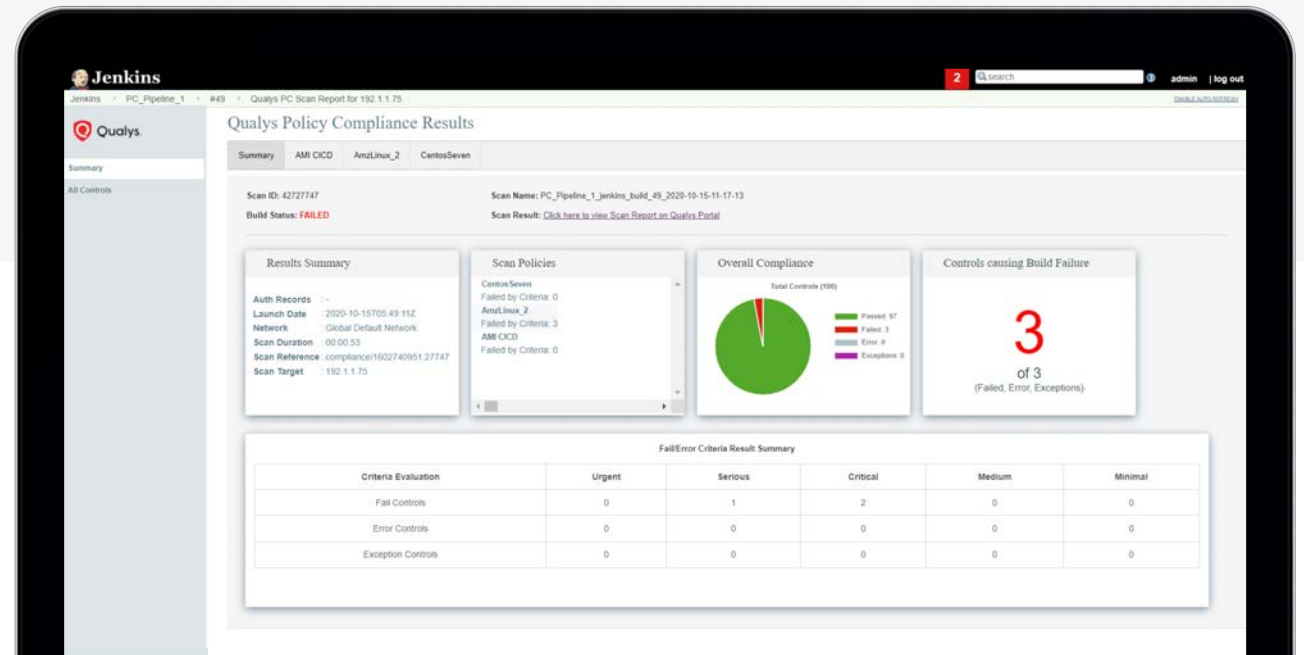 Jenkins
2 search admin | log out
Jenkins PC_Pipeline_1 #49 Qualys PC Scan Report for 192.1.1.75
ENABLE AUTO REFRESH
Qualys.
Summary
All Controls
Qualys Policy Compliance Results
Summary AMI CICD AmzLinux_2 CentosSeven
Scan ID: 42727747
Scan Name: PC_Pipeline_1_jenkins_build_49_2020-10-15-11-17-13
Build Status: FAILED
Scan Result: Click here to view Scan Report on Qualys Portal
Results Summary
Auth Records : -
Launch Date : 2020-10-15T05:49:11Z
Network : Global Default Network
Scan Duration : 00:00:53
Scan Reference : compliance/1602740951.27747
Scan Target : 192.1.1.75
Scan Policies
CentosSeven
Failed by Criteria: 0
AmzLinux_2
Failed by Criteria: 3
AMI CICD
Failed by Criteria: 0
Overall Compliance
Total Controls (100)
Passed: 97
Failed: 3
Error: 0
Exceptions: 0
Controls causing Build Failure
3
of 3
(Failed, Error, Exceptions)
Fail/Error Criteria Result Summary
Criteria Evaluation Urgent Serious Critical Medium Minimal
Fail Controls 0 1 2 0 0
Error Controls 0 0 0 0 0
Exception Controls 0 0 0 0 0